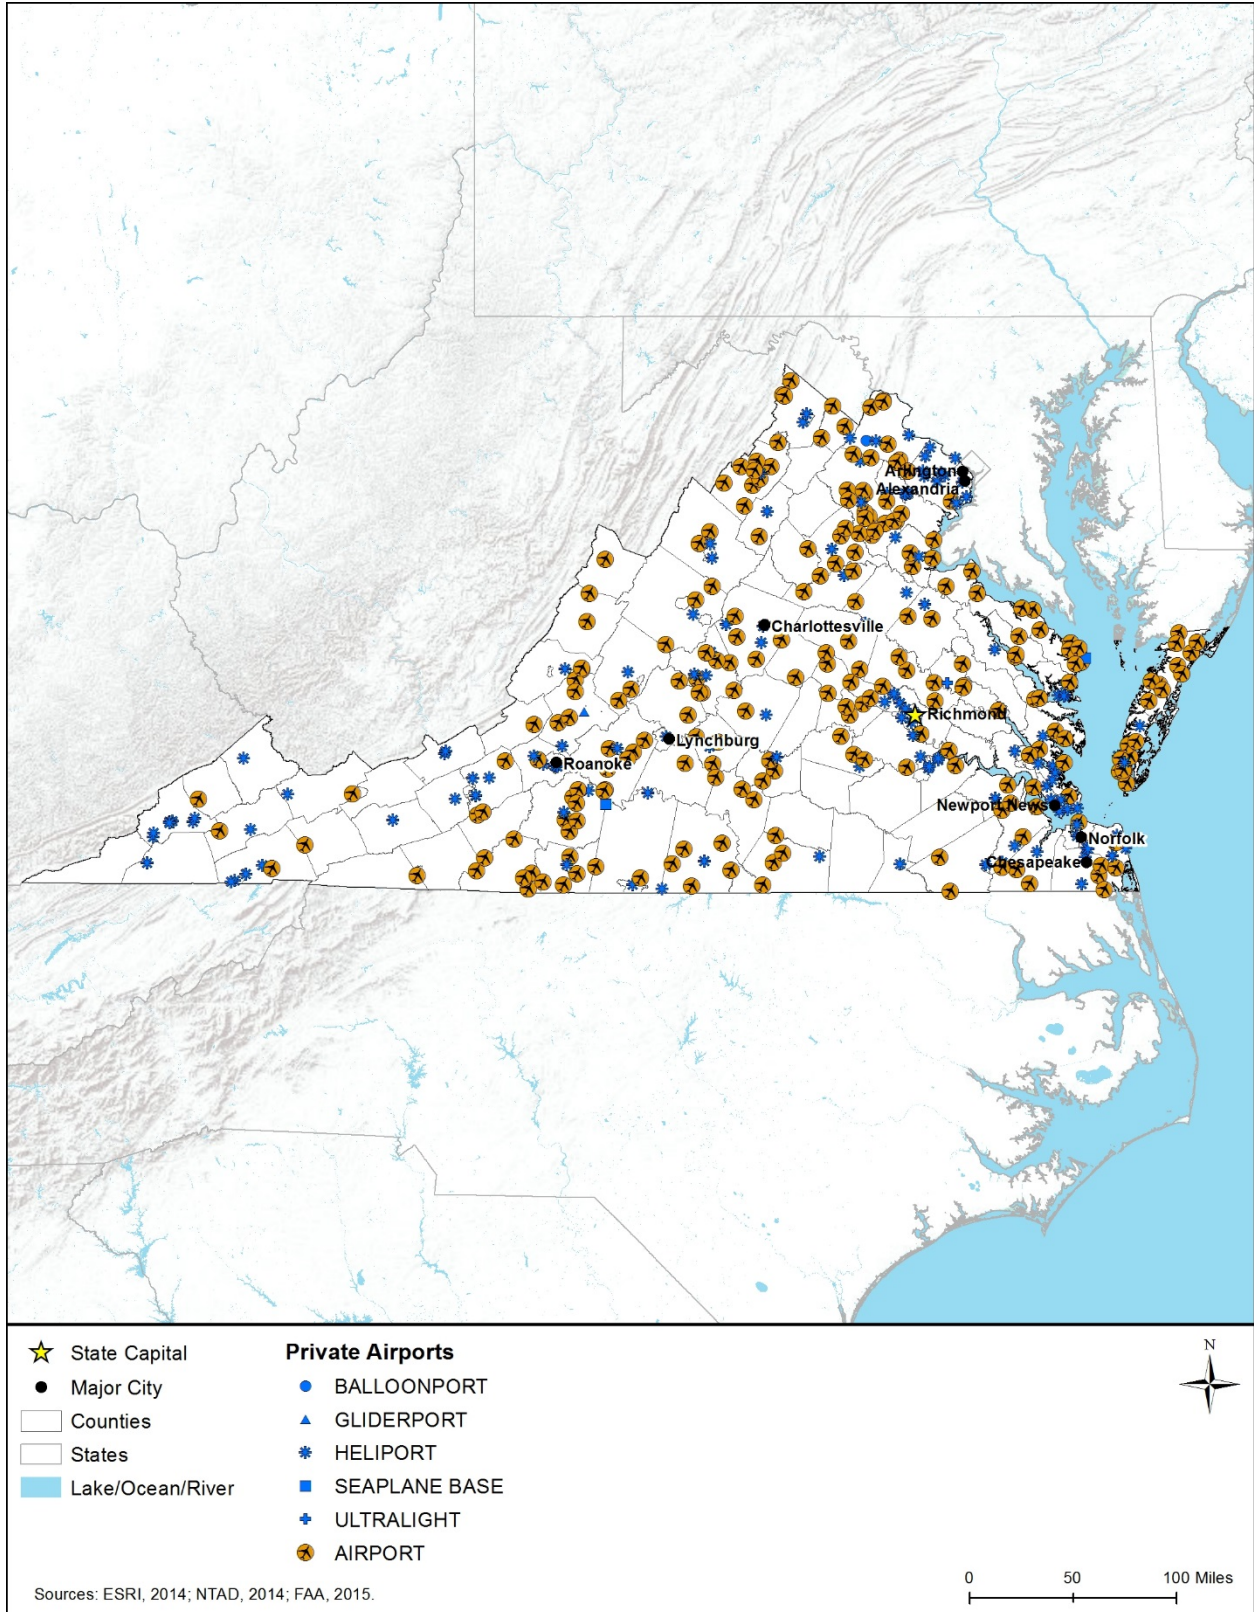 Arlington
Alexandria
Charlottesville
Richmond
Lynchburg
Roanoke
Newport News
Norfolk
Chesapeake
State Capital
Major City
Counties
States
Lake/Ocean/River
Private Airports
BALLOONPORT
GLIDERPORT
HELIPORT
SEAPLANE BASE
ULTRALIGHT
AIRPORT
N
0 50 100 Miles
Sources: ESRI, 2014; NTAD, 2014; FAA, 2015.